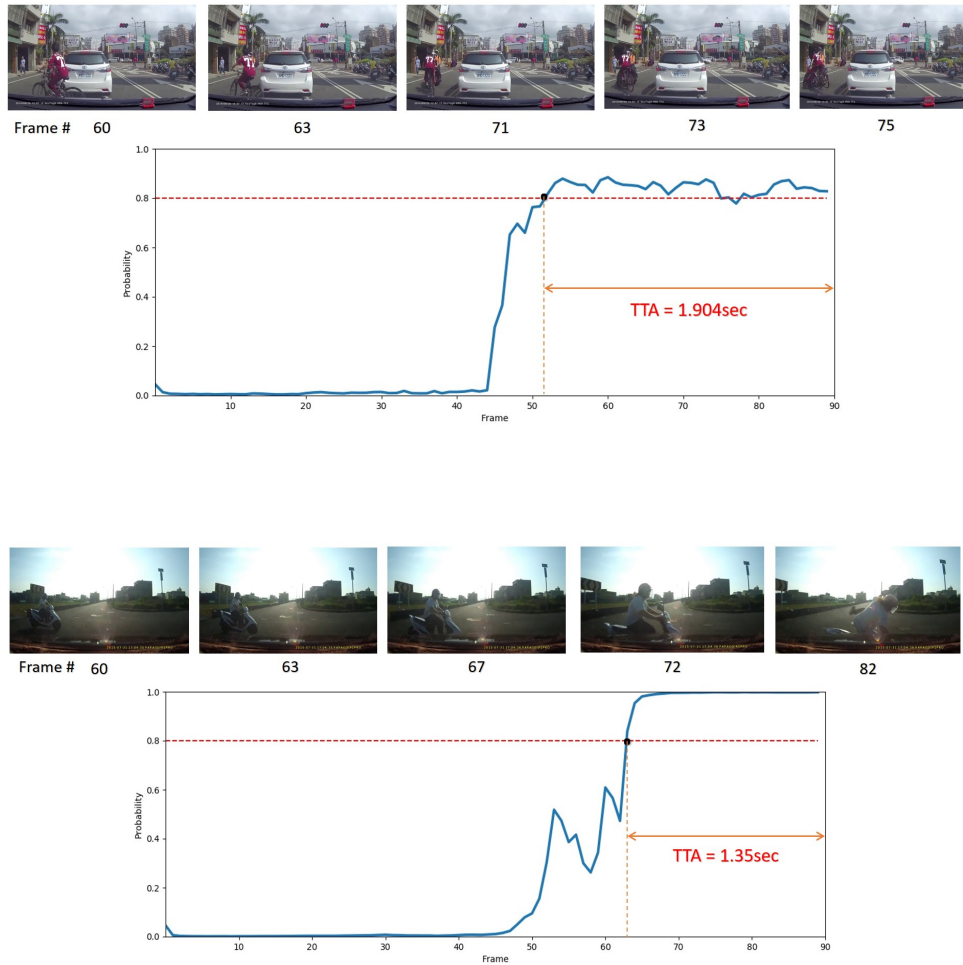 Frame # 60 63 71 73 75
1.0
0.8
0.6
0.4
0.2
0.0
Probability
TTA = 1.904sec
10 20 30 40 50 60 70 80 90
Frame
Frame # 60 63 67 72 82
1.0
0.8
0.6
0.4
0.2
0.0
Probability
TTA = 1.35sec
10 20 30 40 50 60 70 80 90
Frame